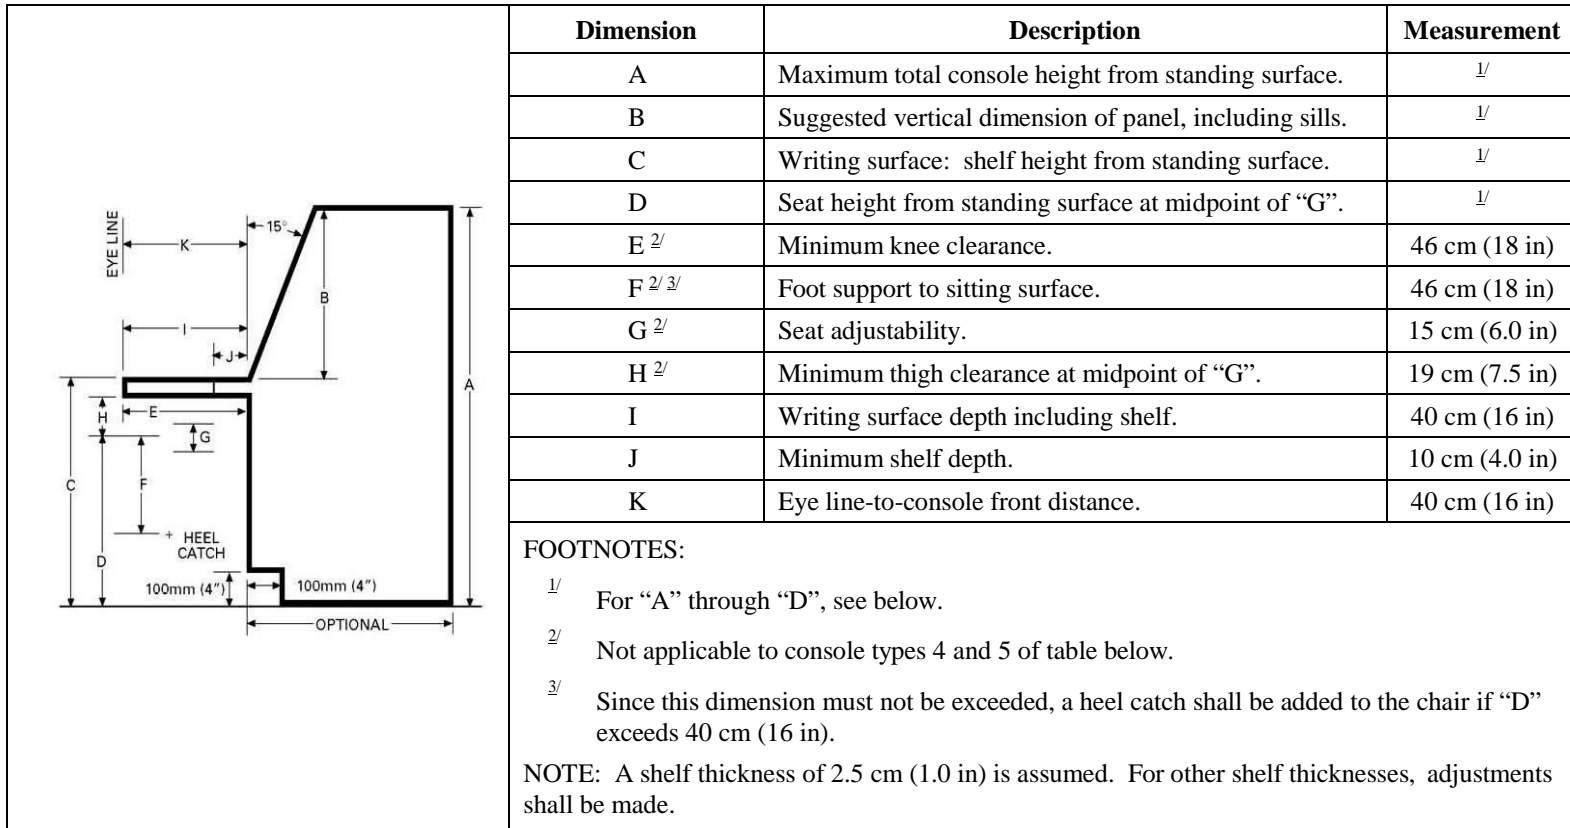 EYE LINE
K
15°
B
I
J
A
E
H
G
C
F
+ HEEL
CATCH
D
100mm (4")
100mm (4")
OPTIONAL
Dimension Description Measurement
A Maximum total console height from standing surface. 1/
B Suggested vertical dimension of panel, including sills. 1/
C Writing surface: shelf height from standing surface. 1/
D Seat height from standing surface at midpoint of “G”. 1/
E 2/ Minimum knee clearance. 46 cm (18 in)
F 2/ 3/ Foot support to sitting surface. 46 cm (18 in)
G 2/ Seat adjustability. 15 cm (6.0 in)
H 2/ Minimum thigh clearance at midpoint of “G”. 19 cm (7.5 in)
I Writing surface depth including shelf. 40 cm (16 in)
J Minimum shelf depth. 10 cm (4.0 in)
K Eye line-to-console front distance. 40 cm (16 in)
FOOTNOTES:
1/ For “A” through “D”, see below.
2/ Not applicable to console types 4 and 5 of table below.
3/ Since this dimension must not be exceeded, a heel catch shall be added to the chair if “D”
exceeds 40 cm (16 in).
NOTE: A shelf thickness of 2.5 cm (1.0 in) is assumed. For other shelf thicknesses, adjustments
shall be made.